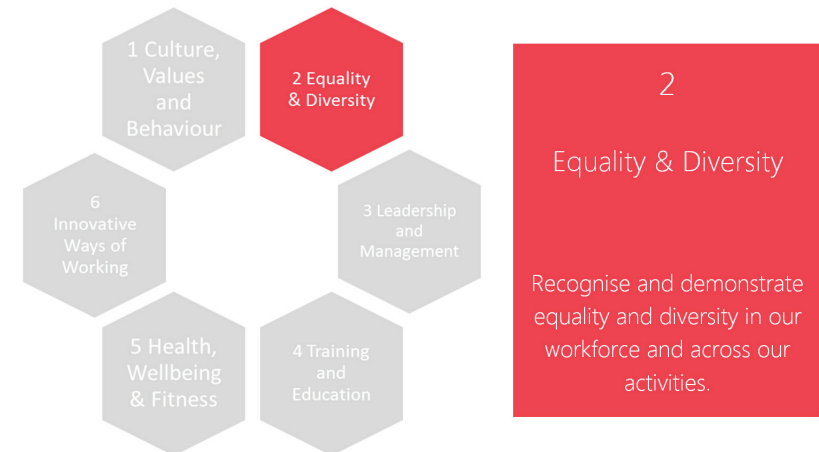 1 Culture,
Values
and
Behaviour
2 Equality
& Diversity
3 Leadership
and
Management
4 Training
and
Education
5 Health,
Wellbeing
& Fitness
6
Innovative
Ways of
Working
2
Equality & Diversity
Recognise and demonstrate
equality and diversity in our
workforce and across our
activities.